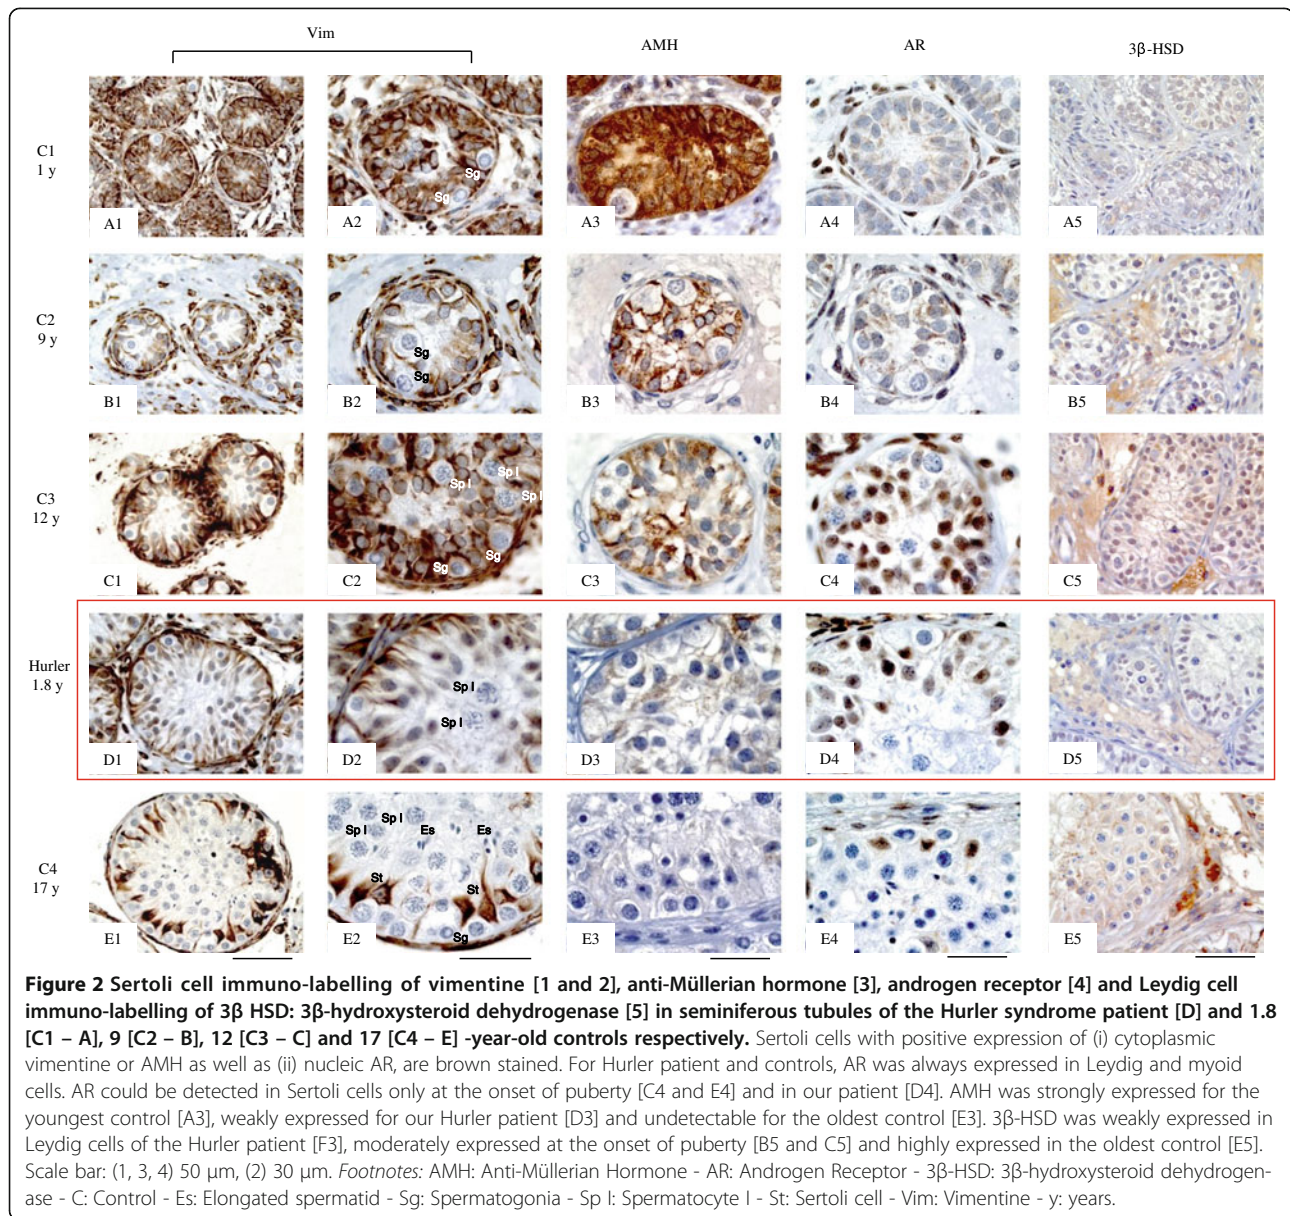 Vim
AMH
AR
3β-HSD
C1
1 y
Sg
Sg
A1
A2
A3
A4
A5
C2
9 y
Sg
Sg
B1
B2
B3
B4
B5
C3
12 y
Sp I
Sp I
Sp I
Sg
Sg
C1
C2
C3
C4
C5
Hurler
1.8 y
Sp I
Sp I
D1
D2
D3
D4
D5
C4
17 y
Sp I
Sp I
Es
Es
St
St
Sg
E1
E2
E3
E4
E5
Figure 2 Sertoli cell immuno-labelling of vimentine [1 and 2], anti-Müllerian hormone [3], androgen receptor [4] and Leydig cell
immuno-labelling of 3β HSD: 3β-hydroxysteroid dehydrogenase [5] in seminiferous tubules of the Hurler syndrome patient [D] and 1.8
[C1 – A], 9 [C2 – B], 12 [C3 – C] and 17 [C4 – E] -year-old controls respectively. Sertoli cells with positive expression of (i) cytoplasmic
vimentine or AMH as well as (ii) nucleic AR, are brown stained. For Hurler patient and controls, AR was always expressed in Leydig and myoid
cells. AR could be detected in Sertoli cells only at the onset of puberty [C4 and E4] and in our patient [D4]. AMH was strongly expressed for the
youngest control [A3], weakly expressed for our Hurler patient [D3] and undetectable for the oldest control [E3]. 3β-HSD was weakly expressed in
Leydig cells of the Hurler patient [F3], moderately expressed at the onset of puberty [B5 and C5] and highly expressed in the oldest control [E5].
Scale bar: (1, 3, 4) 50 μm, (2) 30 μm. Footnotes: AMH: Anti-Müllerian Hormone - AR: Androgen Receptor - 3β-HSD: 3β-hydroxysteroid dehydrogen-
ase - C: Control - Es: Elongated spermatid - Sg: Spermatogonia - Sp I: Spermatocyte I - St: Sertoli cell - Vim: Vimentine - y: years.